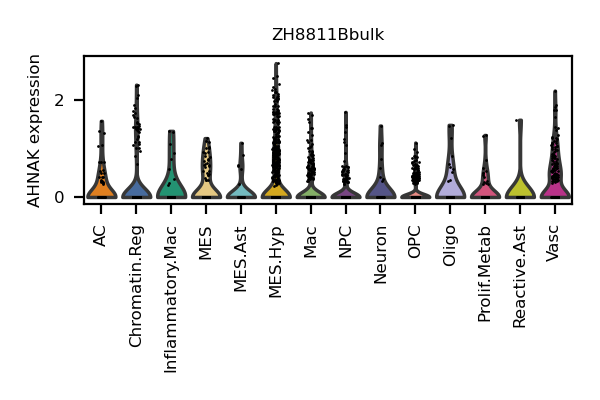 ZH8811Bbulk
AHNAK expression
2
0
AC
Chromatin.Reg
Inflammatory.Mac
MES
MES.Ast
MES.Hyp
Mac
NPC
Neuron
OPC
Oligo
Prolif.Metab
Reactive.Ast
Vasc